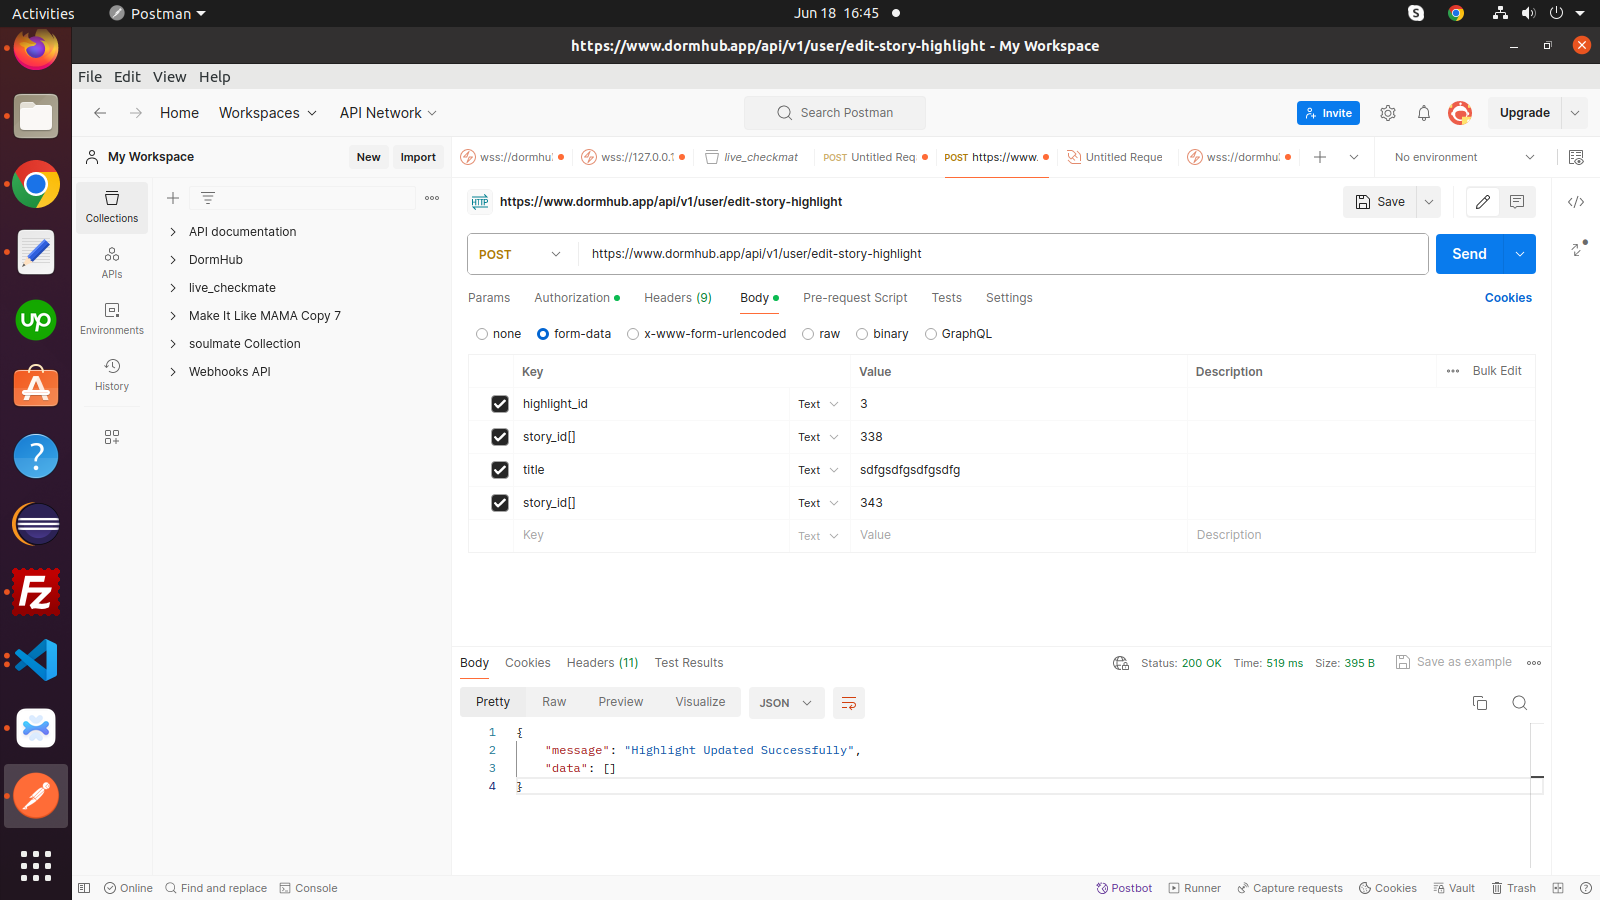 Activities
Postman
Jun 18 16:45
https://www.dormhub.app/api/v1/user/edit-story-highlight - My Workspace
File Edit View Help
Home Workspaces API Network
Search Postman
Invite
Upgrade
My Workspace
New Import
wss://dormhu
wss://127.0.0.1
live_checkmat
POST Untitled Req
POST https://www.
Untitled Reque
wss://dormhu
No environment
Collections
APIs
Environments
History
API documentation
DormHub
live_checkmate
Make It Like MAMA Copy 7
soulmate Collection
Webhooks API
HTTP https://www.dormhub.app/api/v1/user/edit-story-highlight
Save
POST https://www.dormhub.app/api/v1/user/edit-story-highlight
Send
Params Authorization Headers (9) Body Pre-request Script Tests Settings Cookies
none form-data x-www-form-urlencoded raw binary GraphQL
Key Value Description Bulk Edit
highlight_id Text 3
story_id[] Text 338
title Text sdfgsdfgsdfgsdfg
story_id[] Text 343
Key Text Value Description
Body Cookies Headers (11) Test Results
Status: 200 OK Time: 519 ms Size: 395 B Save as example
Pretty Raw Preview Visualize JSON
1 {
2 "message": "Highlight Updated Successfully",
3 "data": []
4 }
Online Find and replace Console
Postbot Runner Capture requests Cookies Vault Trash
up
Fz